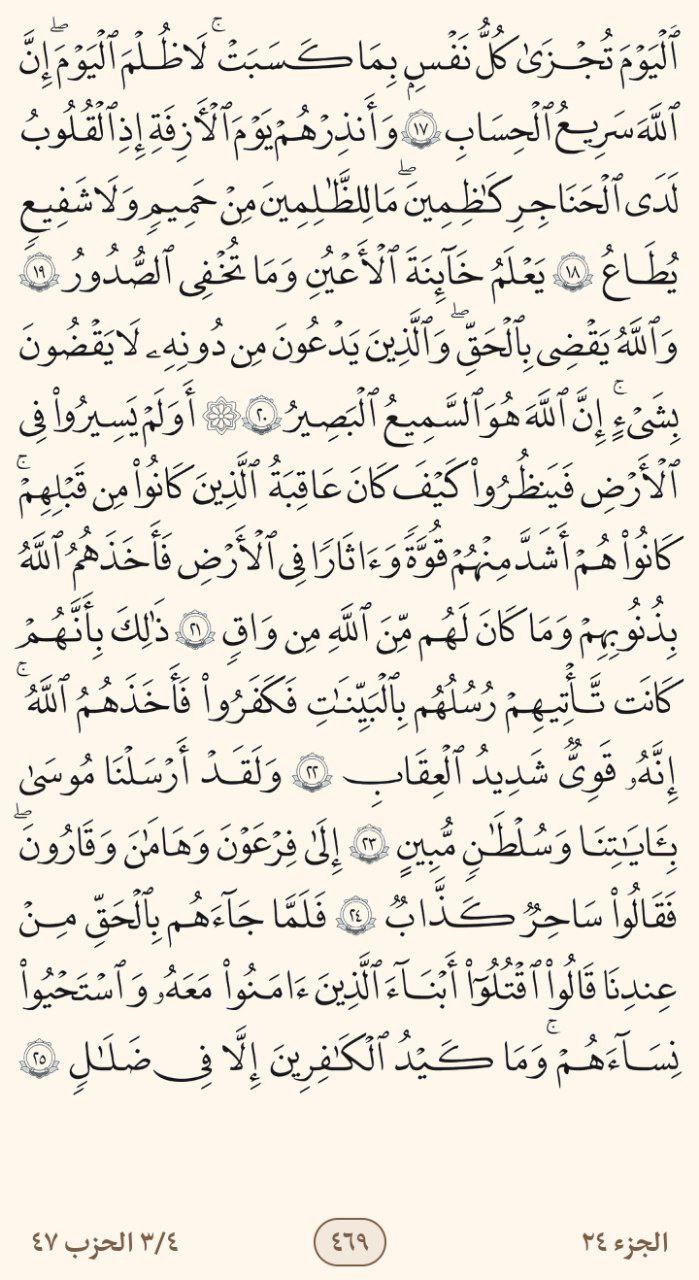 ٱلْيَوْمَ تُجْزَىٰ كُلُّ نَفْسٍۭ بِمَا كَسَبَتْ ۚ لَا ظُلْمَ ٱلْيَوْمَ ۖ إِنَّ
ٱللَّهَ سَرِيعُ ٱلْحِسَابِ ١٧ وَأَنذِرْهُمْ يَوْمَ ٱلْـَٔازِفَةِ إِذِ ٱلْقُلُوبُ
لَدَى ٱلْحَنَاجِرِ كَـٰظِمِينَ ۖ مَا لِلظَّـٰلِمِينَ مِنْ حَمِيمٍ وَلَا شَفِيعٍ
يُطَاعُ ١٨ يَعْلَمُ خَآئِنَةَ ٱلْأَعْيُنِ وَمَا تُخْفِى ٱلصُّدُورُ ١٩
وَٱللَّهُ يَقْضِى بِٱلْحَقِّ ۖ وَٱلَّذِينَ يَدْعُونَ مِن دُونِهِۦ لَا يَقْضُونَ
بِشَىْءٍ ۗ إِنَّ ٱللَّهَ هُوَ ٱلسَّمِيعُ ٱلْبَصِيرُ ٢٠ ۞ أَوَلَمْ يَسِيرُوا۟ فِى
ٱلْأَرْضِ فَيَنظُرُوا۟ كَيْفَ كَانَ عَـٰقِبَةُ ٱلَّذِينَ كَانُوا۟ مِن قَبْلِهِمْ ۚ
كَانُوا۟ هُمْ أَشَدَّ مِنْهُمْ قُوَّةً وَءَاثَارًا فِى ٱلْأَرْضِ فَأَخَذَهُمُ ٱللَّهُ
بِذُنُوبِهِمْ وَمَا كَانَ لَهُم مِّنَ ٱللَّهِ مِن وَاقٍ ٢١ ذَٰلِكَ بِأَنَّهُمْ
كَانَت تَّأْتِيهِمْ رُسُلُهُم بِٱلْبَيِّنَـٰتِ فَكَفَرُوا۟ فَأَخَذَهُمُ ٱللَّهُ ۚ
إِنَّهُۥ قَوِىٌّ شَدِيدُ ٱلْعِقَابِ ٢٢ وَلَقَدْ أَرْسَلْنَا مُوسَىٰ
بِـَٔايَـٰتِنَا وَسُلْطَـٰنٍ مُّبِينٍ ٢٣ إِلَىٰ فِرْعَوْنَ وَهَـٰمَـٰنَ وَقَـٰرُونَ ۖ
فَقَالُوا۟ سَـٰحِرٌ كَذَّابٌ ٢٤ فَلَمَّا جَآءَهُم بِٱلْحَقِّ مِنْ
عِندِنَا قَالُوا۟ ٱقْتُلُوٓا۟ أَبْنَآءَ ٱلَّذِينَ ءَامَنُوا۟ مَعَهُۥ وَٱسْتَحْيُوا۟
نِسَآءَهُمْ ۚ وَمَا كَيْدُ ٱلْكَـٰفِرِينَ إِلَّا فِى ضَلَـٰلٍ ٢٥
الجزء ٢٤ ٤٦٩ ٣/٤ الحزب ٤٧